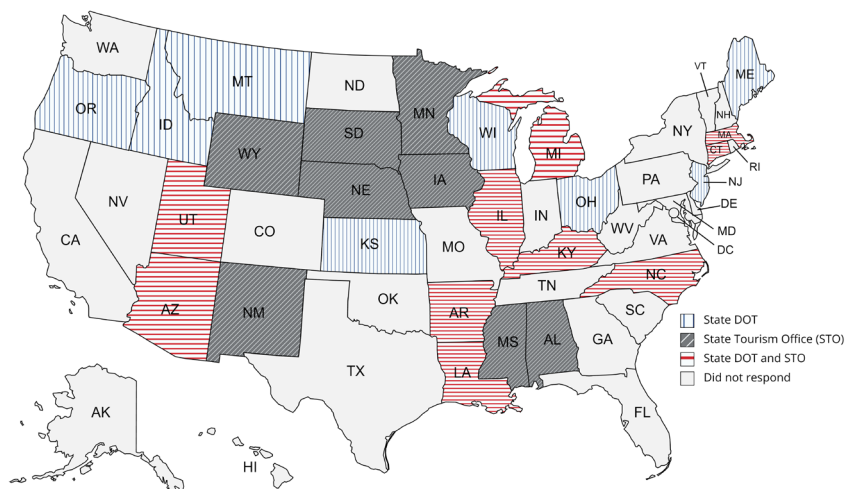 WA
OR
ID
MT
ND
SD
WY
NE
MN
IA
WI
MI
IL
IN
OH
KY
NV
CA
UT
CO
KS
MO
AZ
NM
OK
TX
AR
LA
MS
AL
TN
GA
FL
SC
NC
VA
WV
PA
NY
VT
NH
ME
MA
CT
RI
NJ
DE
MD
DC
AK
HI
State DOT
State Tourism Office (STO)
State DOT and STO
Did not respond